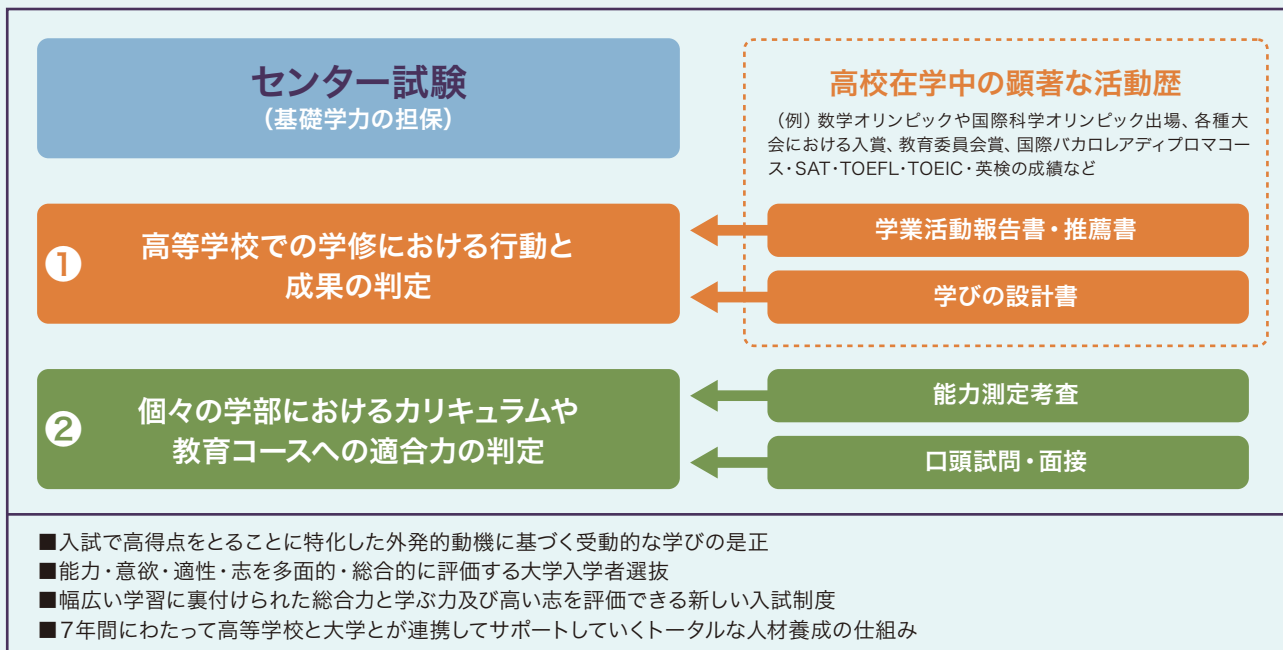 センター試験
（基礎学力の担保）
高校在学中の顕著な活動歴
（例）数学オリンピックや国際科学オリンピック出場、各種大
会における入賞、教育委員会賞、国際バカロレアディプロマコー
ス・SAT・TOEFL・TOEIC・英検の成績など
❶
高等学校での学修における行動と
成果の判定
学業活動報告書・推薦書
学びの設計書
❷
個々の学部におけるカリキュラムや
教育コースへの適合力の判定
能力測定考査
口頭試問・面接
■入試で高得点をとることに特化した外発的動機に基づく受動的な学びの是正
■能力・意欲・適性・志を多面的・総合的に評価する大学入学者選抜
■幅広い学習に裏付けられた総合力と学ぶ力及び高い志を評価できる新しい入試制度
■7年間にわたって高等学校と大学とが連携してサポートしていくトータルな人材養成の仕組み